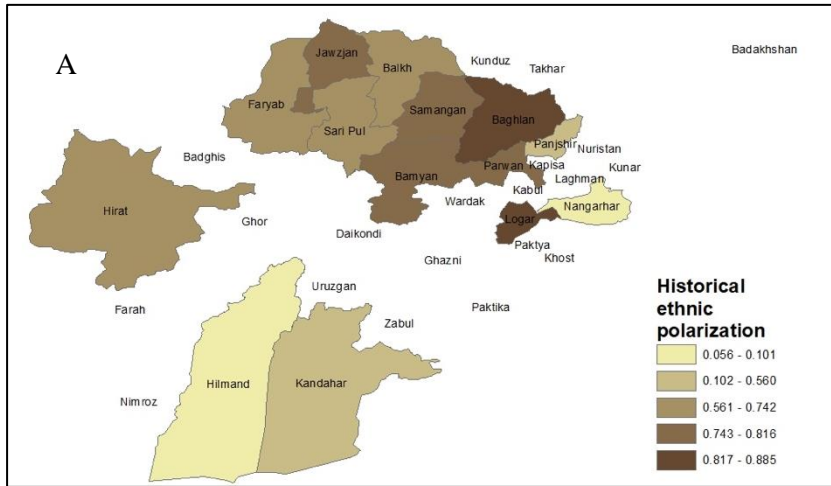 A
Jawzjan
Balkh
Kunduz
Takhar
Badakhshan
Faryab
Samangan
Baghlan
Sari Pul
Panjshir
Nuristan
Badghis
Parwan
Kapisa
Kunar
Bamyan
Laghman
Hirat
Kabul
Wardak
Nangarhar
Ghor
Logar
Daikondi
Paktya
Ghazni
Khost
Uruzgan
Farah
Paktika
Zabul
Hilmand
Kandahar
Nimroz
Historical
ethnic
polarization
0.056 - 0.101
0.102 - 0.560
0.561 - 0.742
0.743 - 0.816
0.817 - 0.885